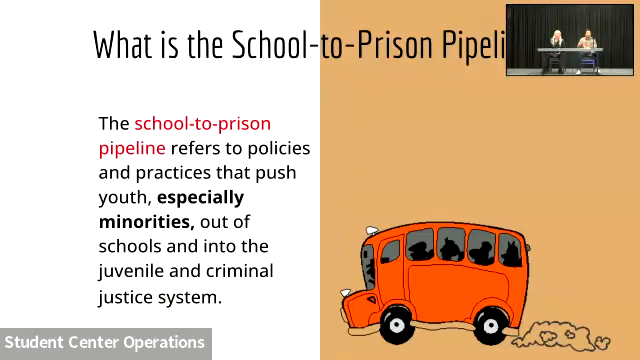 What is the School-to-Prison Pipeli
The school-to-prison
pipeline refers to policies
and practices that push
youth, especially
minorities, out of
schools and into the
juvenile and criminal
justice system.
Student Center Operations